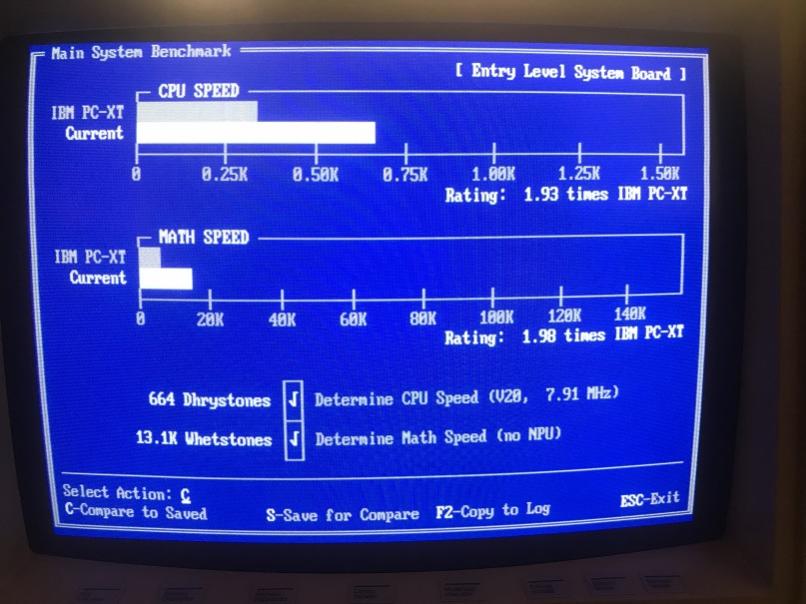 Main System Benchmark
[ Entry Level System Board ]
CPU SPEED
IBM PC-XT
Current
0 0.25K 0.50K 0.75K 1.00K 1.25K 1.50K
Rating: 1.93 times IBM PC-XT
MATH SPEED
IBM PC-XT
Current
0 20K 40K 60K 80K 100K 120K 140K
Rating: 1.98 times IBM PC-XT
664 Dhrystones √ Determine CPU Speed (V20, 7.91 MHz)
13.1K Whetstones √ Determine Math Speed (no NPU)
Select Action: C
C-Compare to Saved S-Save for Compare F2-Copy to Log ESC-Exit